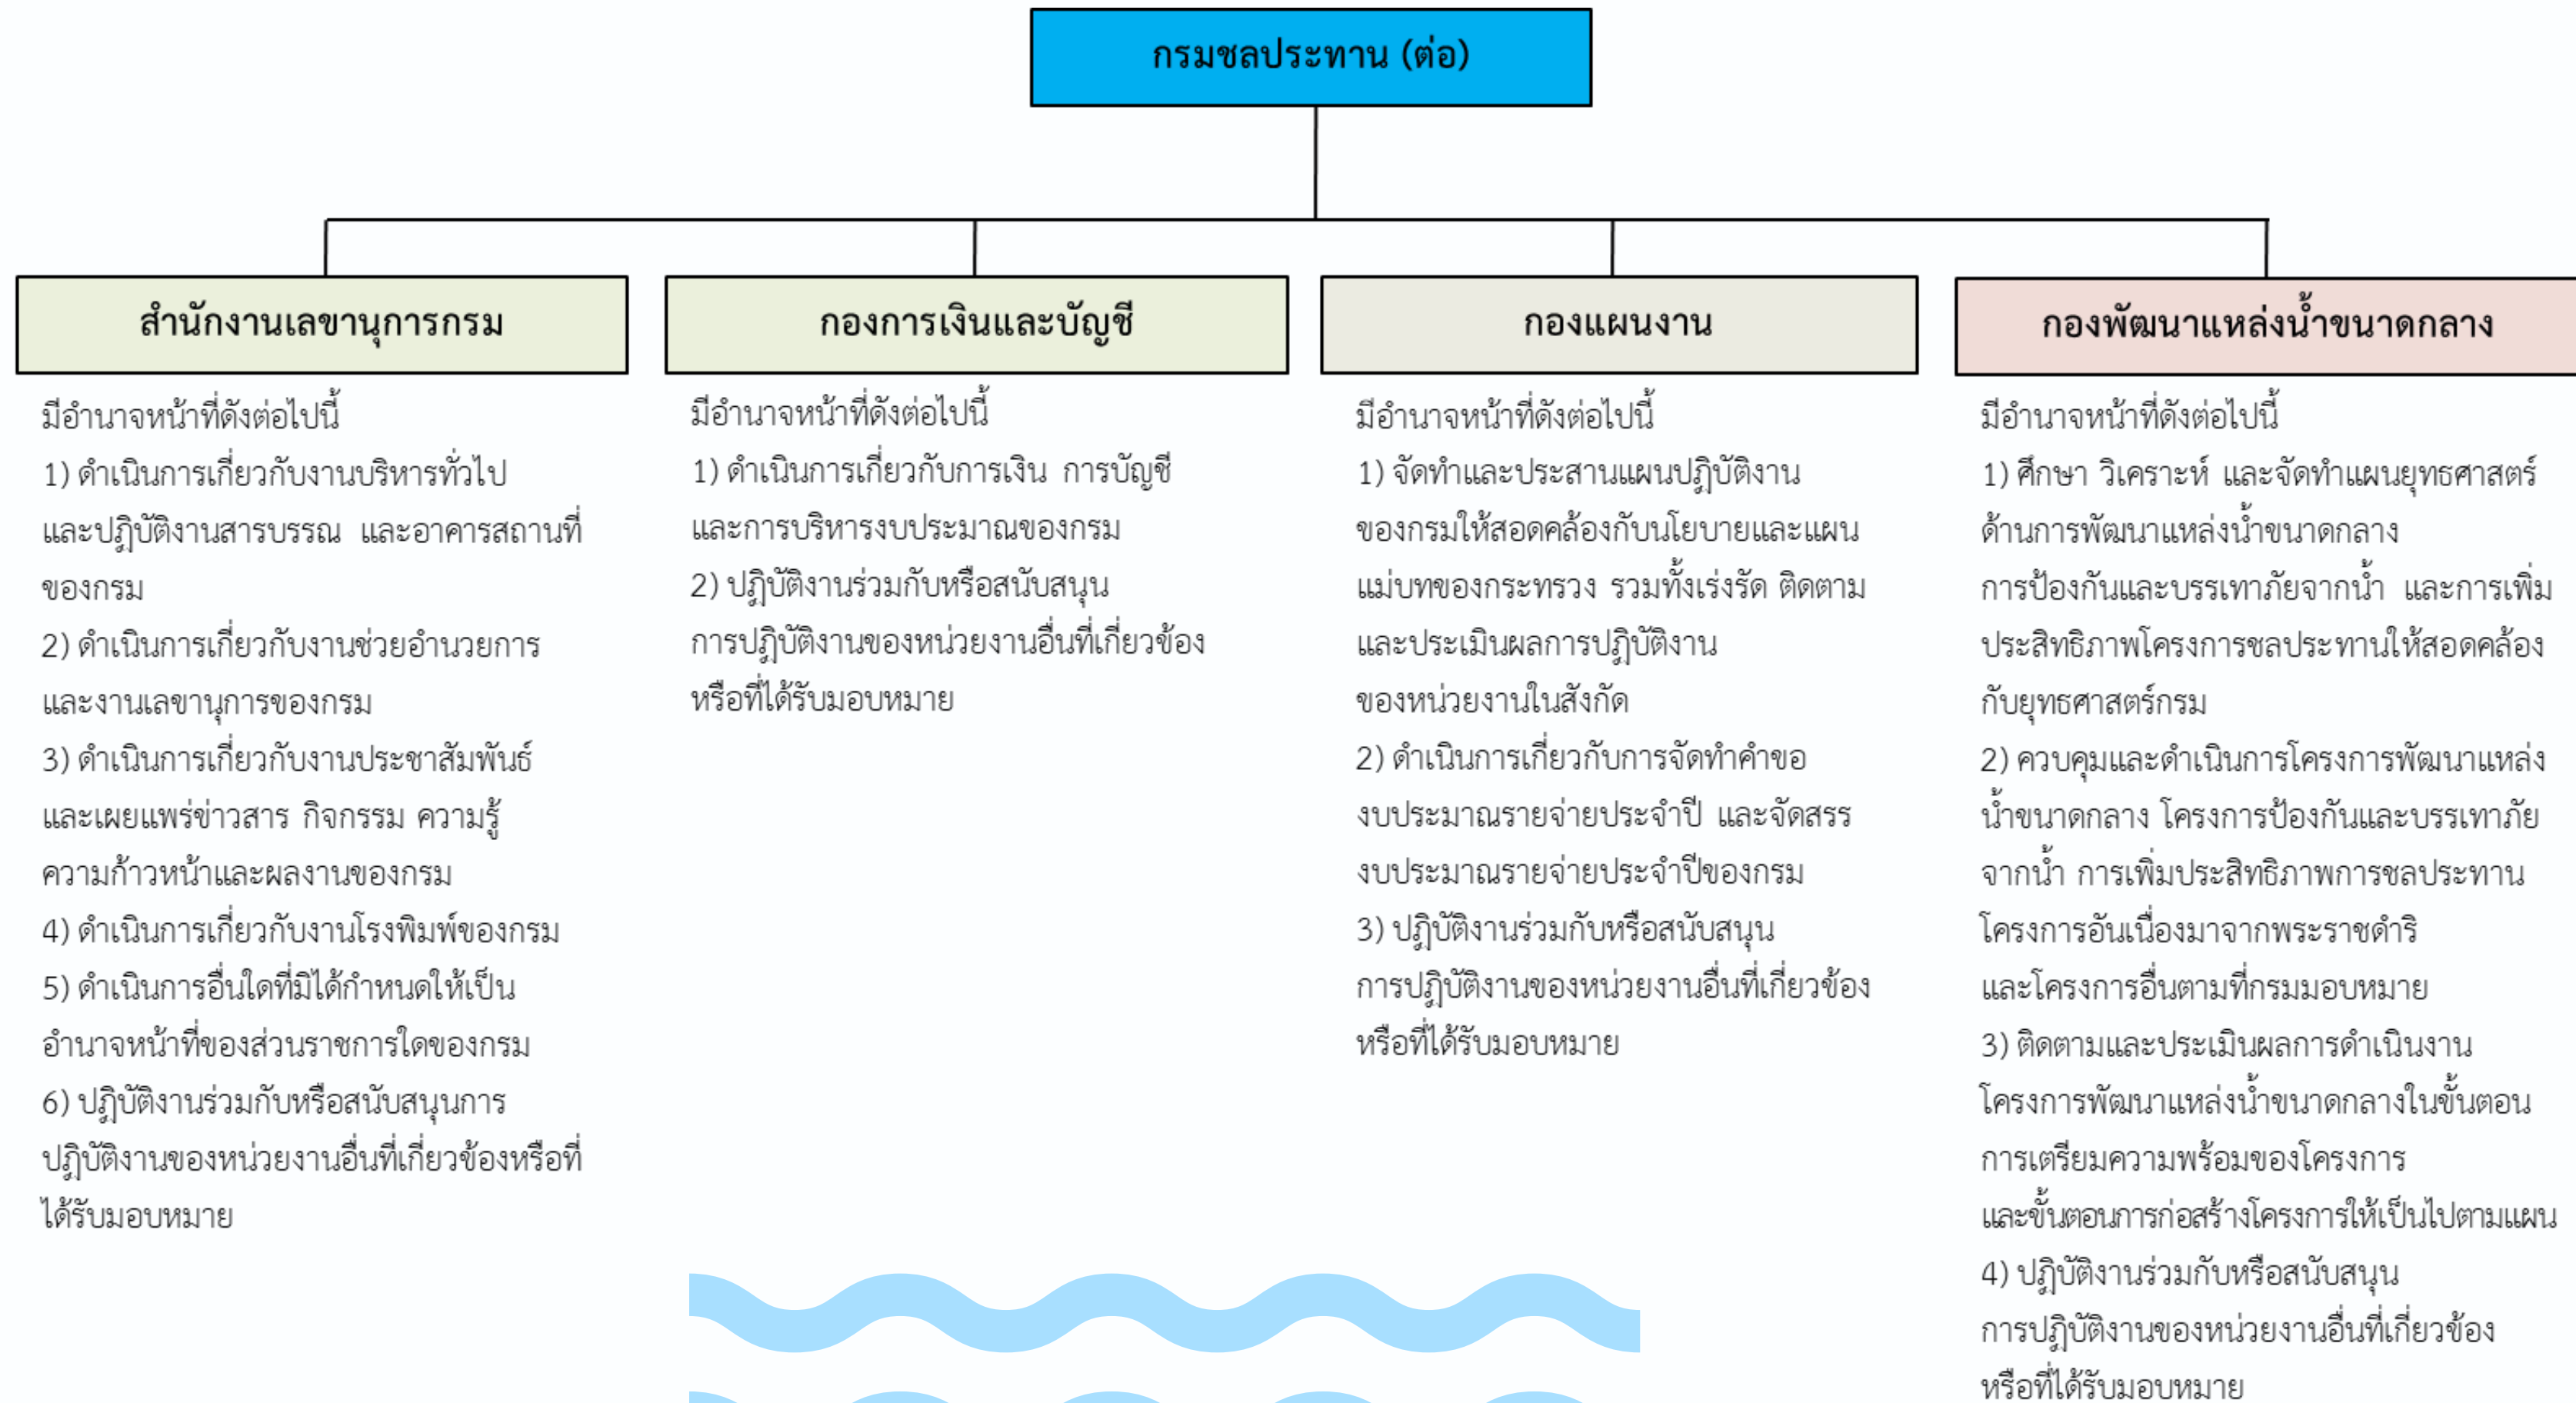 กรมชลประทาน (ต่อ)
สำนักงานเลขานุการกรม
มีอำนาจหน้าที่ดังต่อไปนี้
1) ดำเนินการเกี่ยวกับงานบริหารทั่วไป
และปฏิบัติงานสารบรรณ และอาคารสถานที่
ของกรม
2) ดำเนินการเกี่ยวกับงานช่วยอำนวยการ
และงานเลขานุการของกรม
3) ดำเนินการเกี่ยวกับงานประชาสัมพันธ์
และเผยแพร่ข่าวสาร กิจกรรม ความรู้
ความก้าวหน้าและผลงานของกรม
4) ดำเนินการเกี่ยวกับงานโรงพิมพ์ของกรม
5) ดำเนินการอื่นใดที่มิได้กำหนดให้เป็น
อำนาจหน้าที่ของส่วนราชการใดของกรม
6) ปฏิบัติงานร่วมกับหรือสนับสนุนการ
ปฏิบัติงานของหน่วยงานอื่นที่เกี่ยวข้องหรือที่
ได้รับมอบหมาย
กองการเงินและบัญชี
มีอำนาจหน้าที่ดังต่อไปนี้
1) ดำเนินการเกี่ยวกับการเงิน การบัญชี
และการบริหารงบประมาณของกรม
2) ปฏิบัติงานร่วมกับหรือสนับสนุน
การปฏิบัติงานของหน่วยงานอื่นที่เกี่ยวข้อง
หรือที่ได้รับมอบหมาย
กองแผนงาน
มีอำนาจหน้าที่ดังต่อไปนี้
1) จัดทำและประสานแผนปฏิบัติงาน
ของกรมให้สอดคล้องกับนโยบายและแผน
แม่บทของกระทรวง รวมทั้งเร่งรัด ติดตาม
และประเมินผลการปฏิบัติงาน
ของหน่วยงานในสังกัด
2) ดำเนินการเกี่ยวกับการจัดทำคำขอ
งบประมาณรายจ่ายประจำปี และจัดสรร
งบประมาณรายจ่ายประจำปีของกรม
3) ปฏิบัติงานร่วมกับหรือสนับสนุน
การปฏิบัติงานของหน่วยงานอื่นที่เกี่ยวข้อง
หรือที่ได้รับมอบหมาย
กองพัฒนาแหล่งน้ำขนาดกลาง
มีอำนาจหน้าที่ดังต่อไปนี้
1) ศึกษา วิเคราะห์ และจัดทำแผนยุทธศาสตร์
ด้านการพัฒนาแหล่งน้ำขนาดกลาง
การป้องกันและบรรเทาภัยจากน้ำ และการเพิ่ม
ประสิทธิภาพโครงการชลประทานให้สอดคล้อง
กับยุทธศาสตร์กรม
2) ควบคุมและดำเนินการโครงการพัฒนาแหล่ง
น้ำขนาดกลาง โครงการป้องกันและบรรเทาภัย
จากน้ำ การเพิ่มประสิทธิภาพการชลประทาน
โครงการอันเนื่องมาจากพระราชดำริ
และโครงการอื่นตามที่กรมมอบหมาย
3) ติดตามและประเมินผลการดำเนินงาน
โครงการพัฒนาแหล่งน้ำขนาดกลางในขั้นตอน
การเตรียมความพร้อมของโครงการ
และขั้นตอนการก่อสร้างโครงการให้เป็นไปตามแผน
4) ปฏิบัติงานร่วมกับหรือสนับสนุน
การปฏิบัติงานของหน่วยงานอื่นที่เกี่ยวข้อง
หรือที่ได้รับมอบหมาย